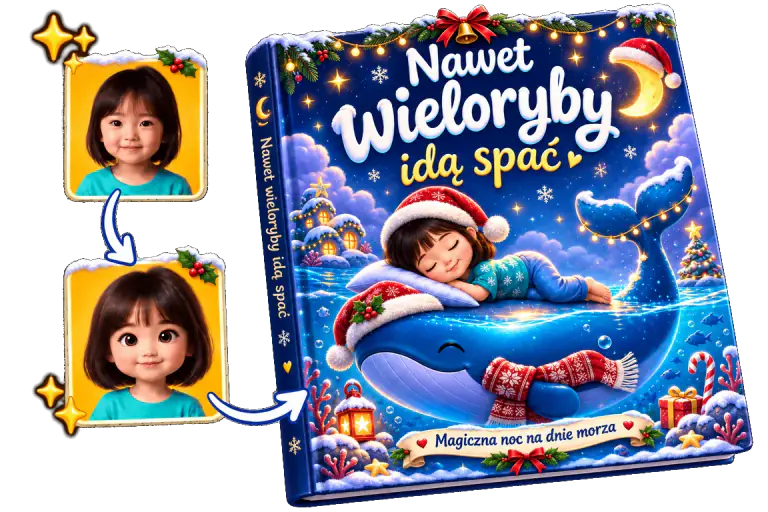 Nawet
Wieloryby
idą spać
Nawet wieloryby idą spać
Magiczna noc na dnie morza